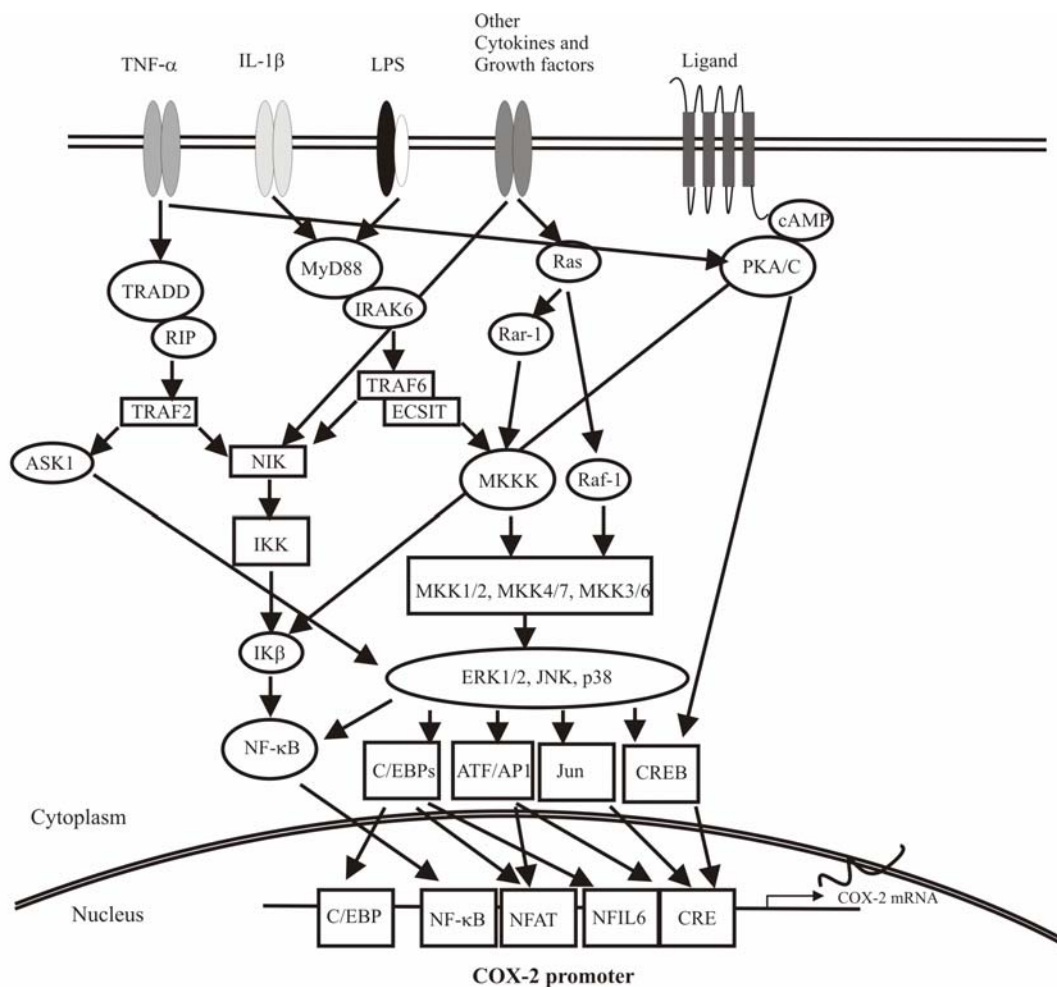 Other
Cytokines and
Growth factors
TNF-α
IL-1β
LPS
Ligand
cAMP
MyD88
Ras
PKA/C
TRADD
IRAK6
RIP
Rar-1
TRAF6
TRAF2
ECSIT
ASK1
NIK
MKKK
Raf-1
IKK
MKK1/2, MKK4/7, MKK3/6
IKβ
ERK1/2, JNK, p38
NF-κB
C/EBPs
ATF/AP1
Jun
CREB
Cytoplasm
Nucleus
COX-2 mRNA
C/EBP
NF-κB
NFAT
NFIL6
CRE
COX-2 promoter